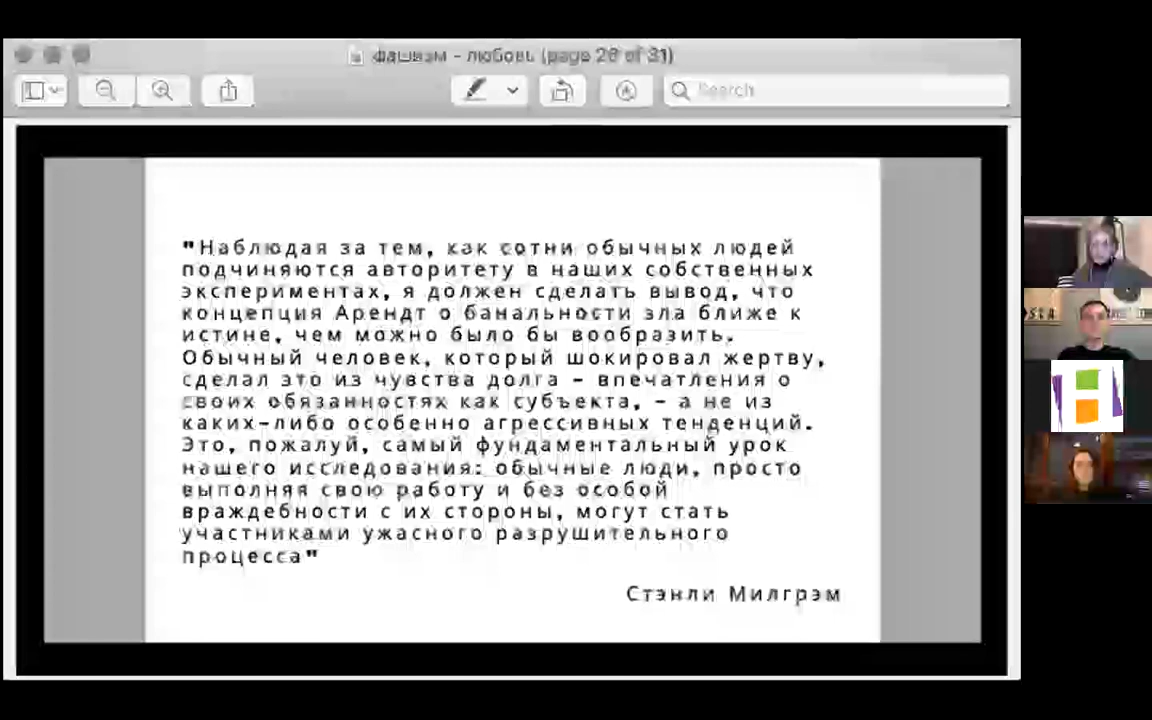 фашизм – любовь (page 28 of 31)
Search
"Наблюдая за тем, как сотни обычных людей
подчиняются авторитету в наших собственных
экспериментах, я должен сделать вывод, что
концепция Арендт о банальности зла ближе к
истине, чем можно было бы вообразить.
Обычный человек, который шокировал жертву,
сделал это из чувства долга – впечатления о
своих обязанностях как субъекта, – а не из
каких-либо особенно агрессивных тенденций.
Это, пожалуй, самый фундаментальный урок
нашего исследования: обычные люди, просто
выполняя свою работу и без особой
враждебности с их стороны, могут стать
участниками ужасного разрушительного
процесса"
Стэнли Милгрэм